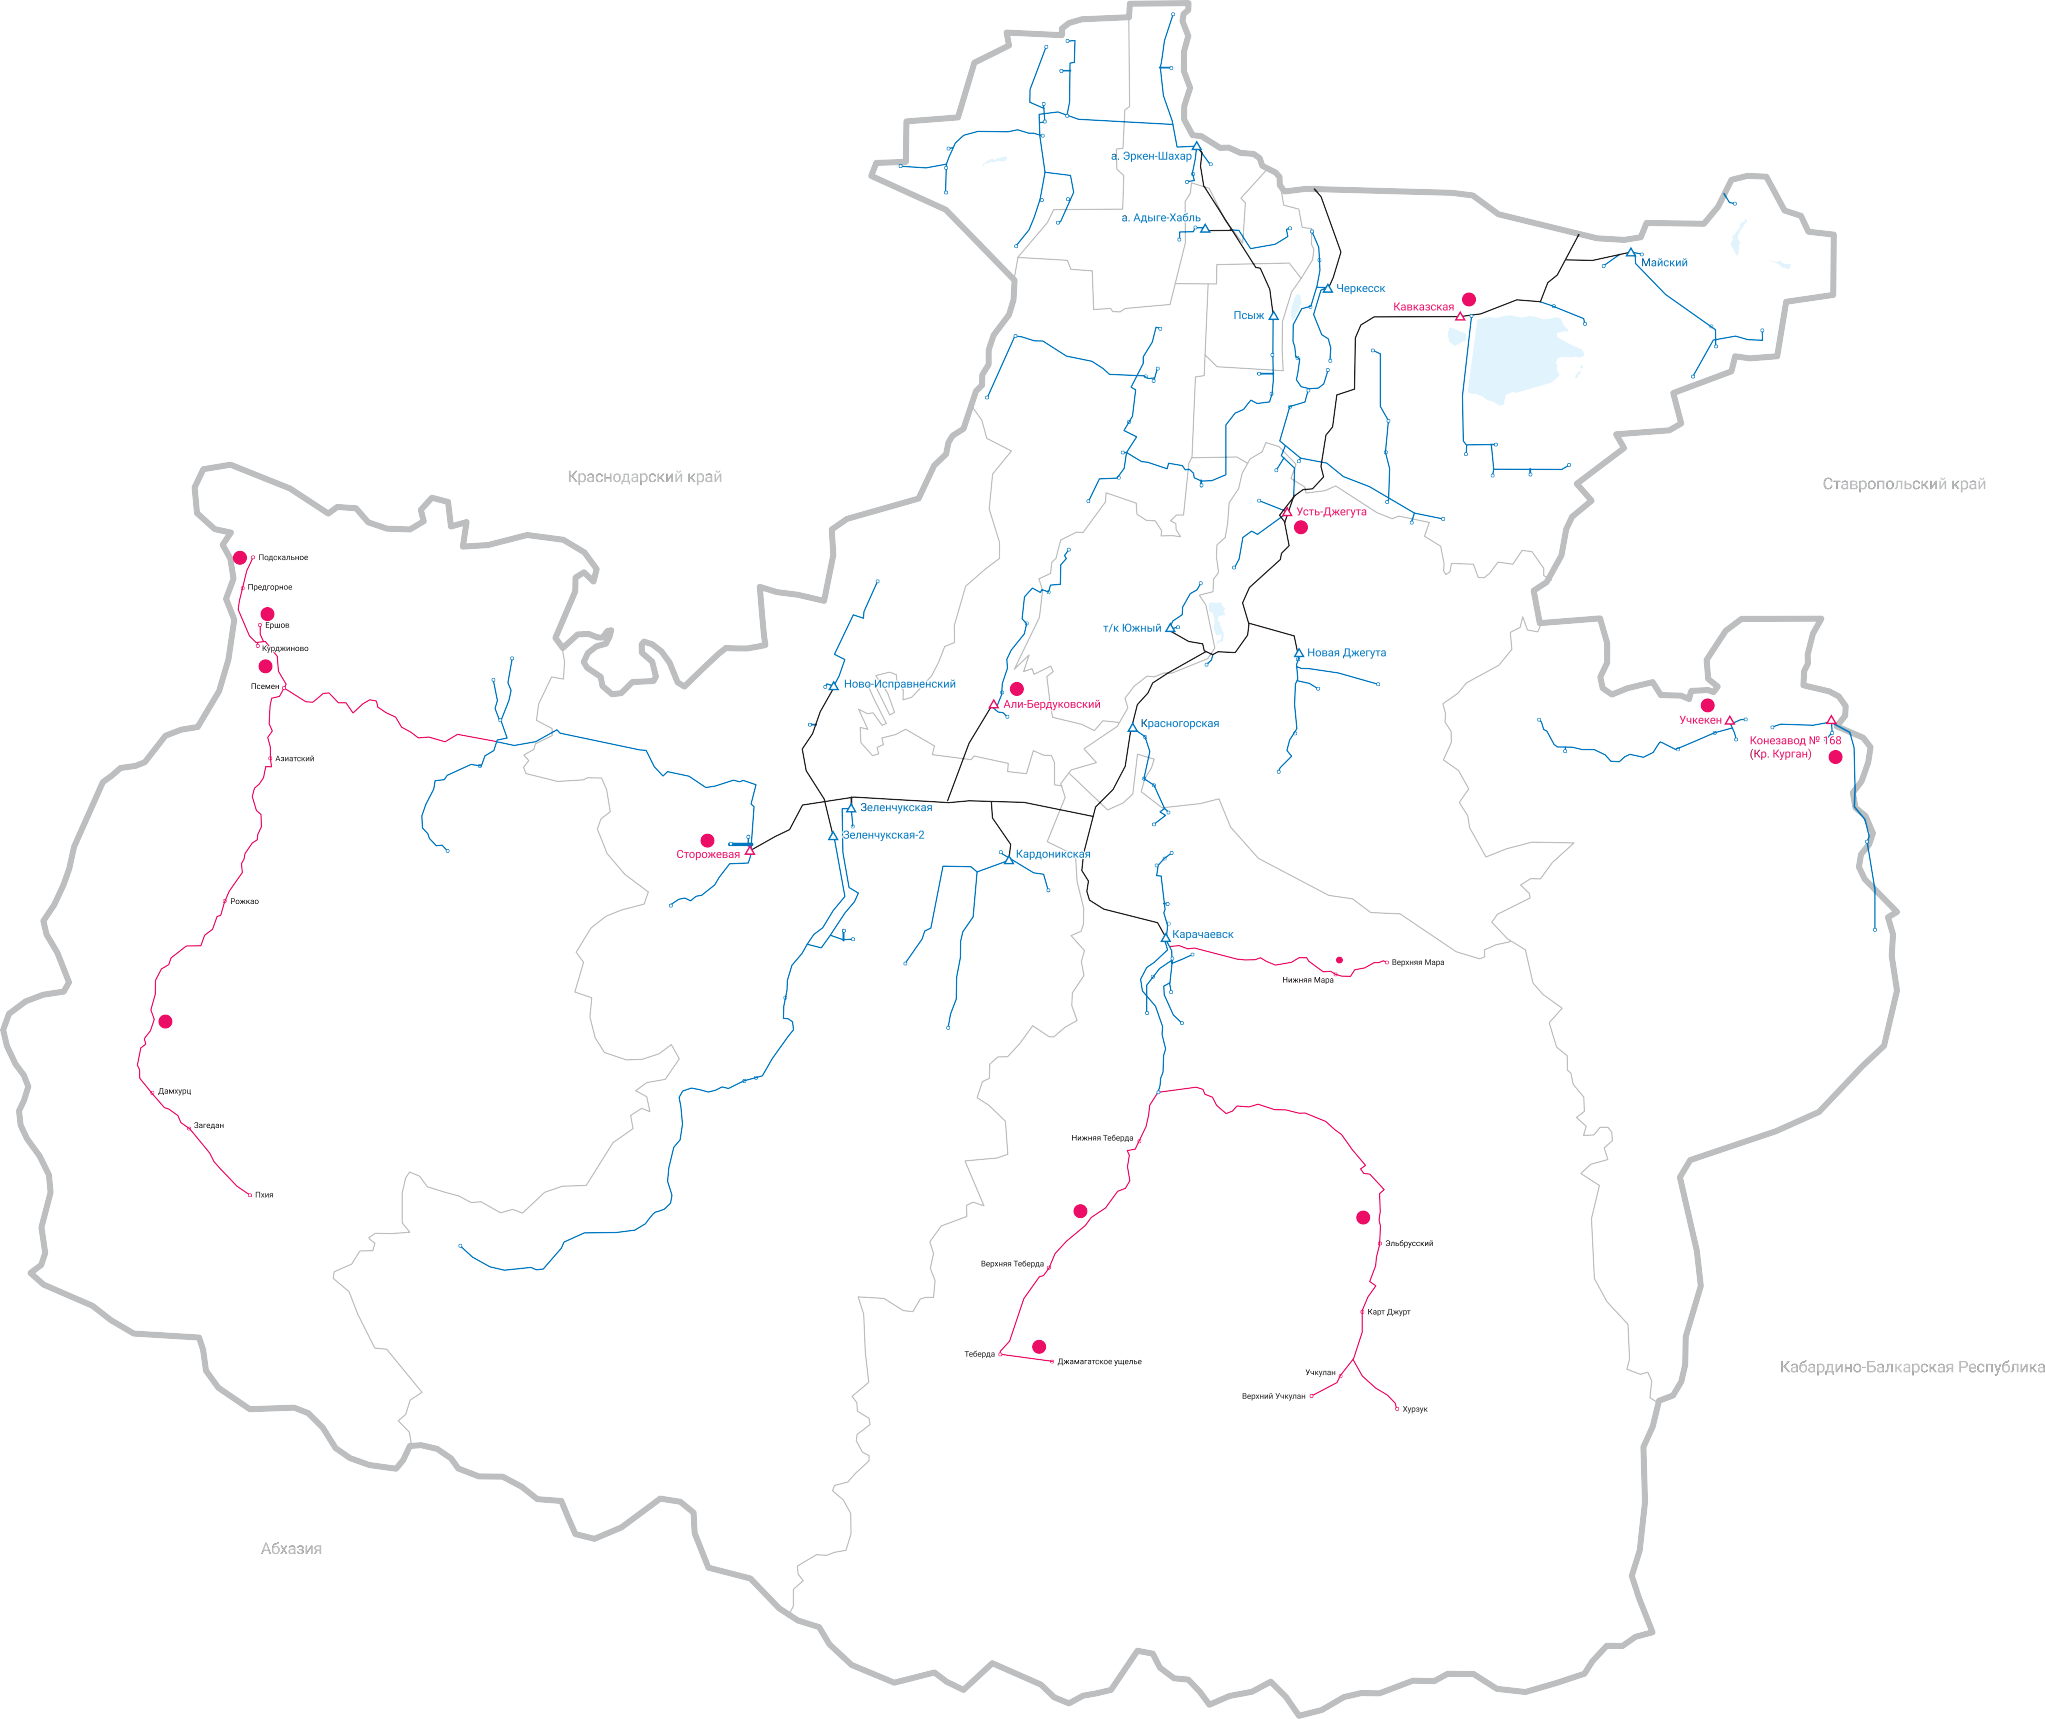 а. Эркен-Шахар
а. Адыге-Хабль
Майский
Черкесск
Кавказская
Псыж
Краснодарский край
Ставропольский край
Усть-Джегута
Подскальное
Предгорное
Ершов
т/к Южный
Курджиново
Новая Джегута
Псемен
Ново-Исправненский
Али-Бердуковский
Учкекен
Красногорская
Конезавод № 168
(Кр. Курган)
Азиатский
Зеленчукская
Зеленчукская-2
Сторожевая
Кардоникская
Рожкао
Карачаевск
Верхняя Мара
Нижняя Мара
Дамхурц
Загедан
Нижняя Теберда
Пхия
Эльбрусский
Верхняя Теберда
Карт Джурт
Теберда
Джамагатское ущелье
Кабардино-Балкарская Республика
Учкулан
Верхний Учкулан
Хурзук
Абхазия